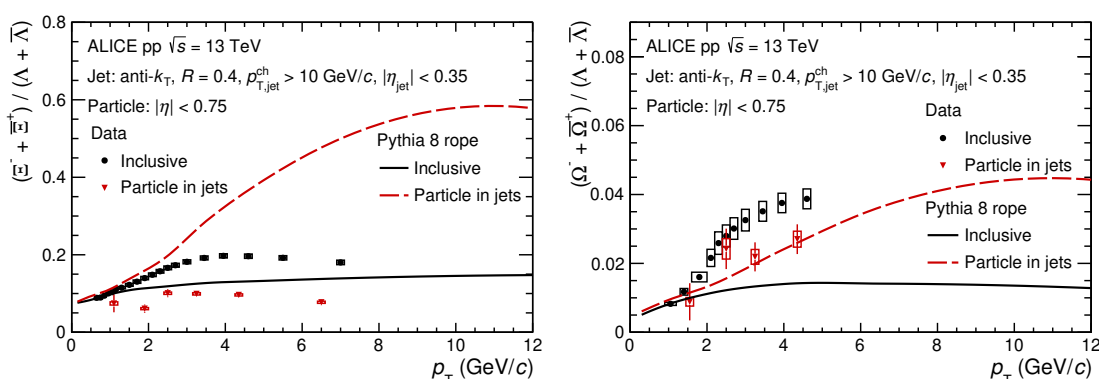 (Ξ⁻ + Ξ̅⁺) / (Λ + Λ̅)
0.8
0.6
0.4
0.2
0
ALICE pp √s = 13 TeV
Jet: anti-kT, R = 0.4, p^ch_T,jet > 10 GeV/c, |η_jet| < 0.35
Particle: |η| < 0.75
Data
Inclusive
Particle in jets
Pythia 8 rope
Inclusive
Particle in jets
0 2 4 6 8 10 12
pT (GeV/c)
(Ω⁻ + Ω̅⁺) / (Λ + Λ̅)
0.08
0.06
0.04
0.02
0
ALICE pp √s = 13 TeV
Jet: anti-kT, R = 0.4, p^ch_T,jet > 10 GeV/c, |η_jet| < 0.35
Particle: |η| < 0.75
Data
Inclusive
Particle in jets
Pythia 8 rope
Inclusive
Particle in jets
0 2 4 6 8 10 12
pT (GeV/c)